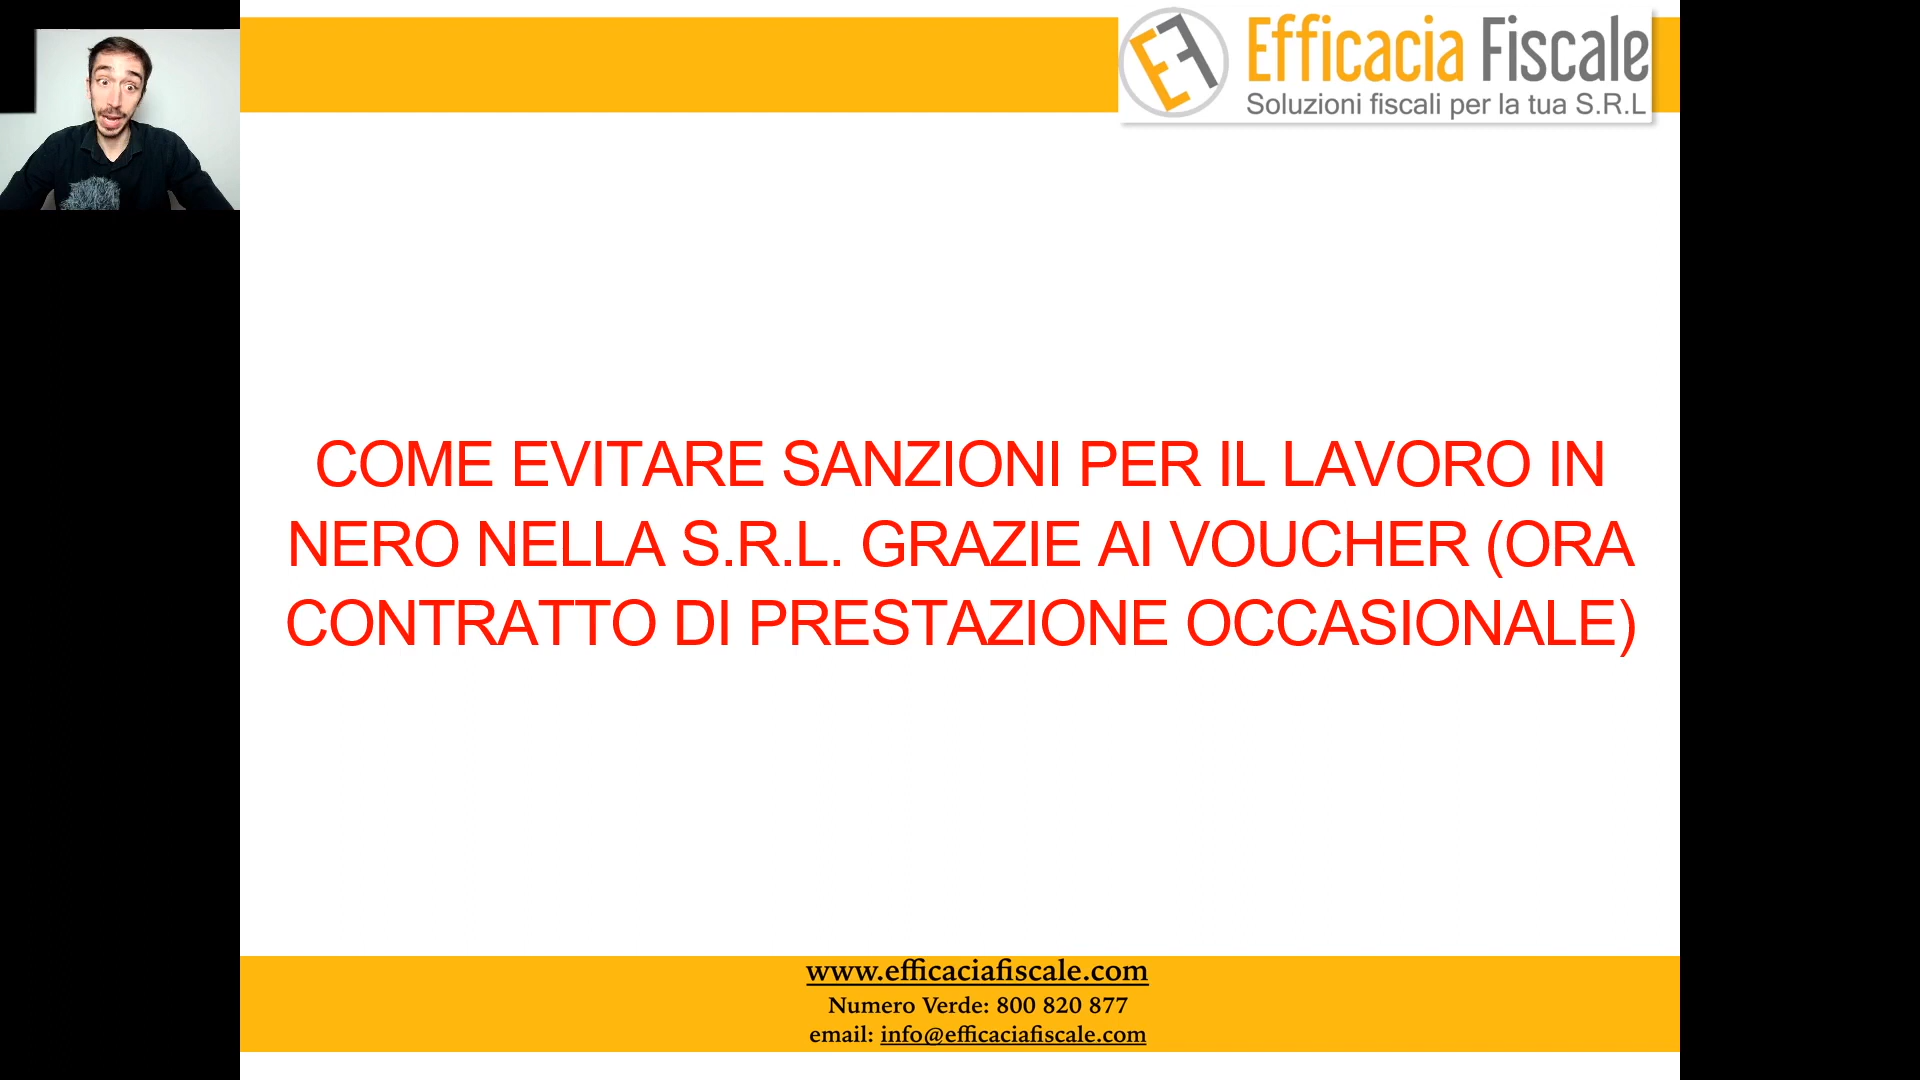 Efficacia Fiscale
Soluzioni fiscali per la tua S.R.L
COME EVITARE SANZIONI PER IL LAVORO IN
NERO NELLA S.R.L. GRAZIE AI VOUCHER (ORA
CONTRATTO DI PRESTAZIONE OCCASIONALE)
www.efficaciafiscale.com
Numero Verde: 800 820 877
email: info@efficaciafiscale.com